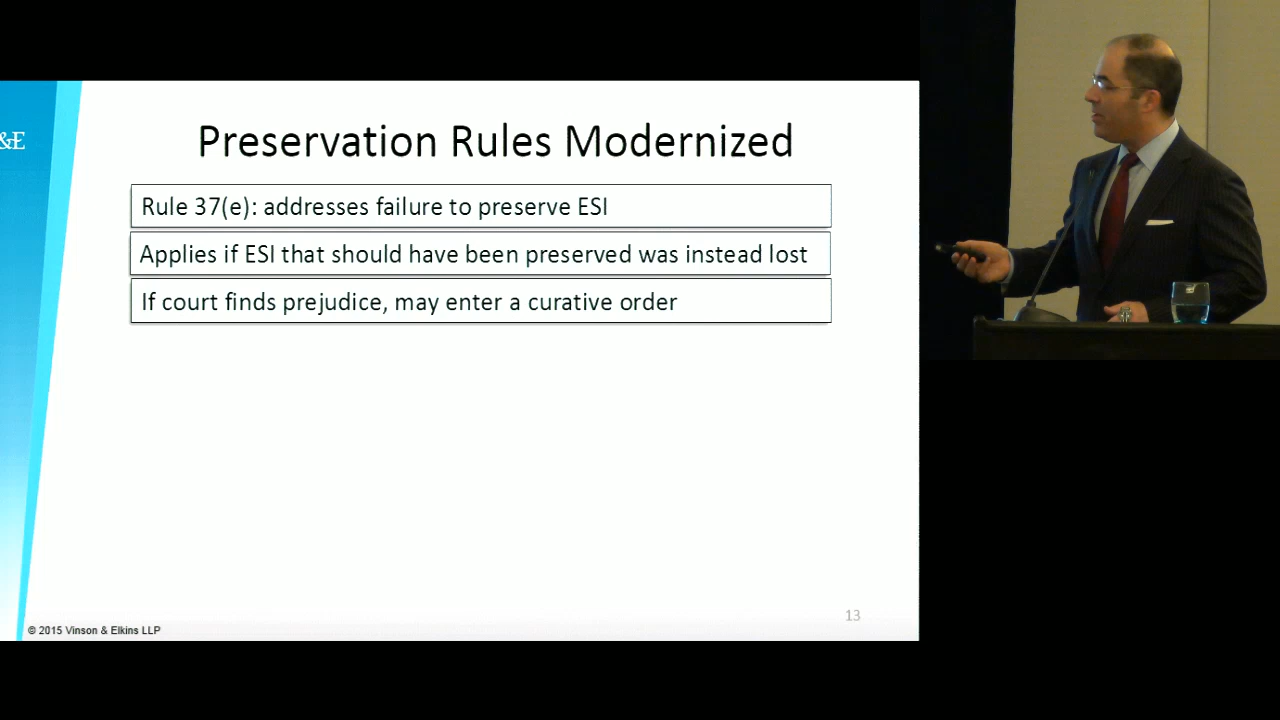 &E
Preservation Rules Modernized
Rule 37(e): addresses failure to preserve ESI
Applies if ESI that should have been preserved was instead lost
If court finds prejudice, may enter a curative order
13
© 2015 Vinson & Elkins LLP